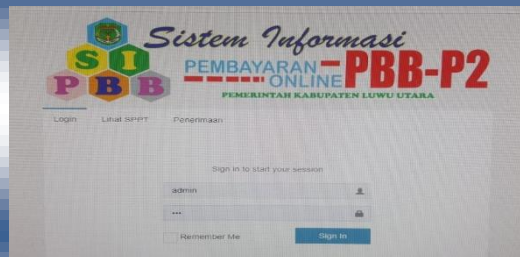 Sistem Informasi
SI
PBB
PEMBAYARAN
ONLINE
PBB-P2
PEMERINTAH KABUPATEN LUWU UTARA
Login Lihat SPPT Penerimaan
Sign in to start your session
admin
•••
Remember Me Sign In